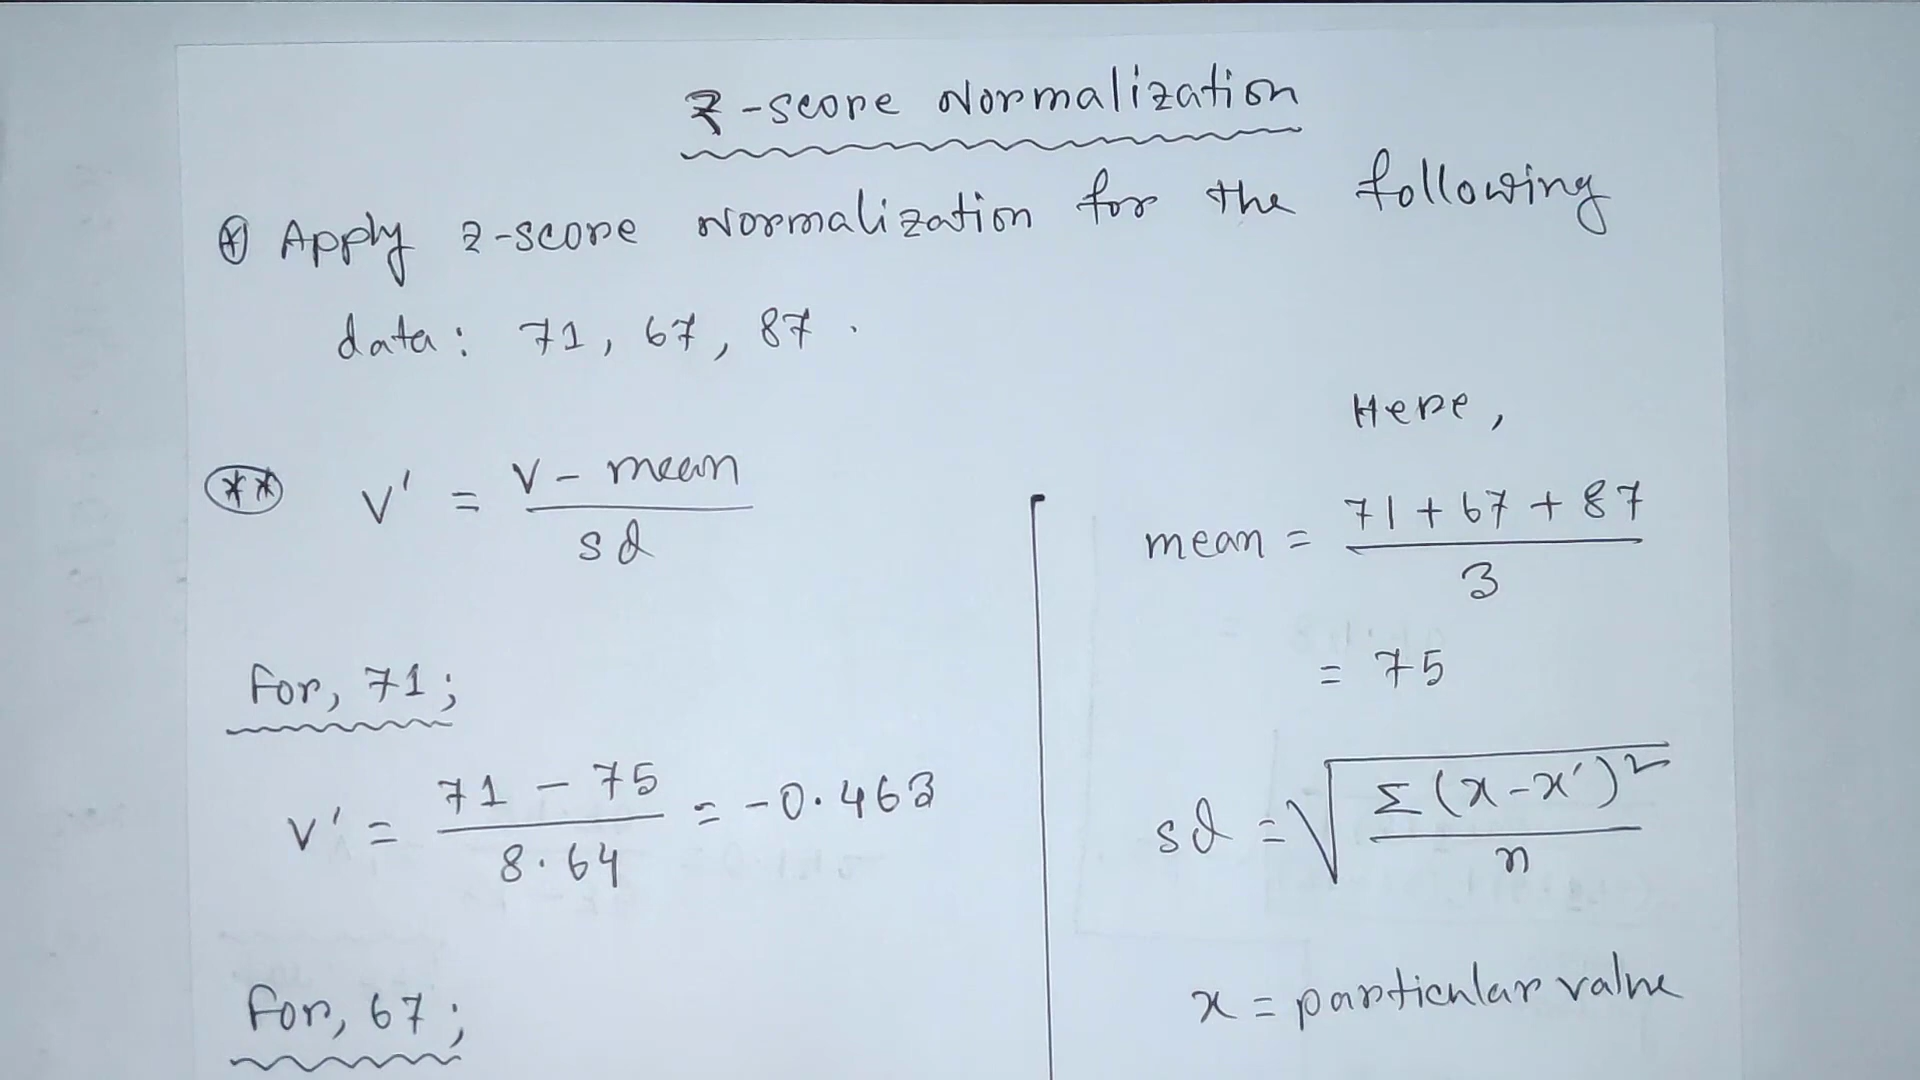 Z-score Normalization
* Apply z-score Normalization for the following
data: 71, 67, 87.
** V' = V - mean / sd
For, 71;
V' = 71 - 75 / 8.64 = -0.463
For, 67;
Here,
mean = 71 + 67 + 87 / 3
= 75
sd = √ Σ(x-x')² / n
x = particular value